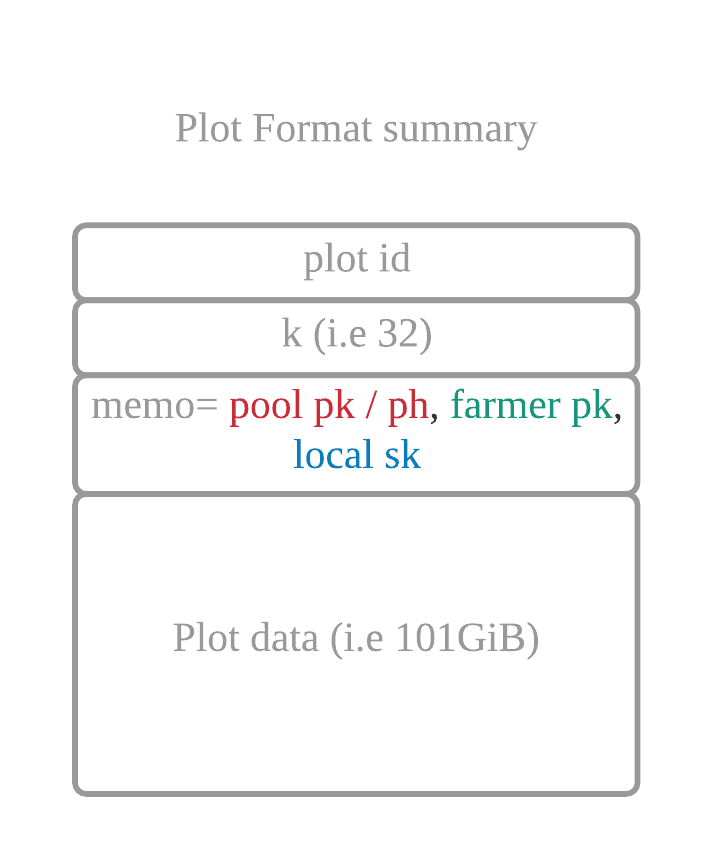 Plot Format summary
plot id
k (i.e 32)
memo= pool pk / ph, farmer pk,
local sk
Plot data (i.e 101GiB)